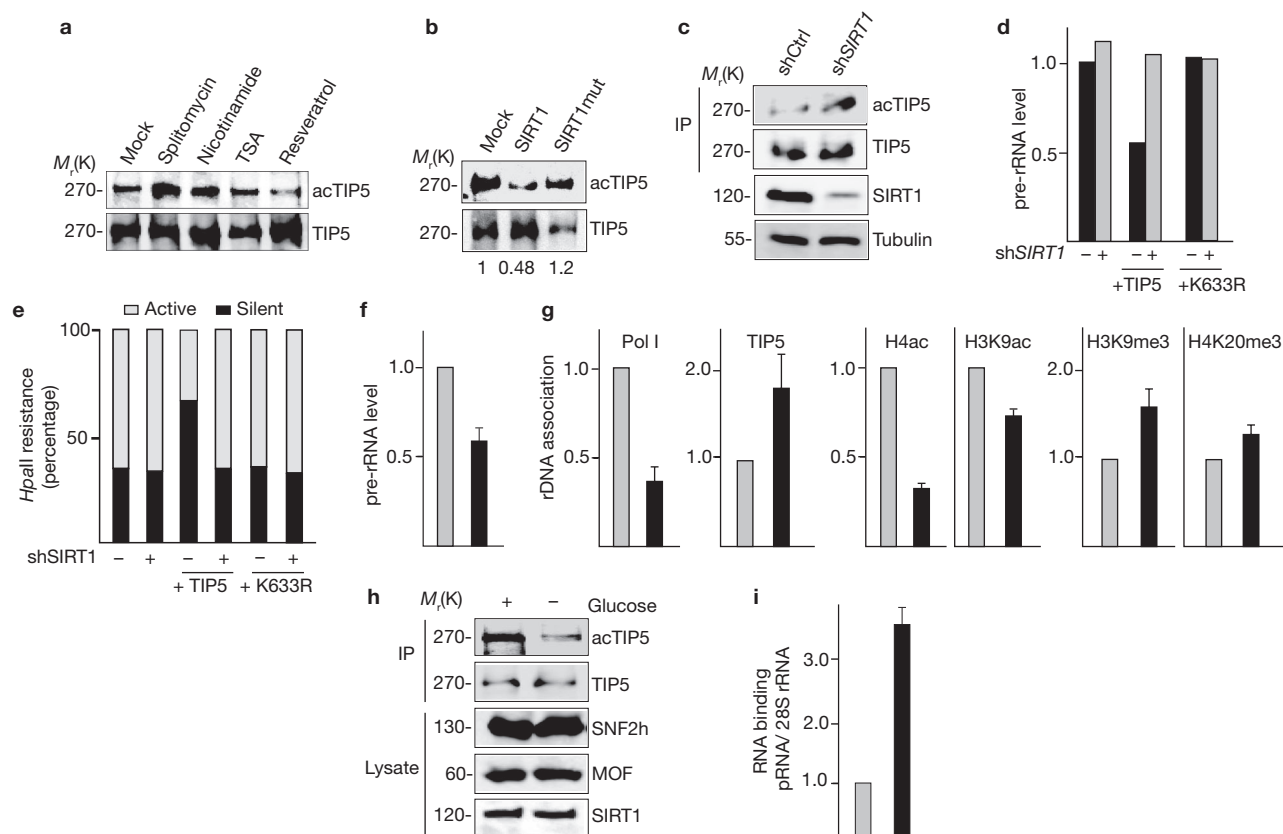 a
Mock Splitomycin Nicotinamide TSA Resveratrol
Mr(K)
270- acTIP5
270- TIP5
b
Mock SIRT1 SIRT1mut
Mr(K)
270- acTIP5
270- TIP5
1 0.48 1.2
c
shCtrl shSIRT1
Mr(K)
IP
270- acTIP5
270- TIP5
120- SIRT1
55- Tubulin
d
pre-rRNA level
1.0
0.5
shSIRT1 – + – + – +
+TIP5 +K633R
e
Active Silent
HpaII resistance
(percentage)
100
50
shSIRT1 – + – + – +
+ TIP5 + K633R
f
pre-rRNA level
1.0
0.5
g
rDNA association
Pol I
1.0
0.5
TIP5
2.0
1.0
H4ac H3K9ac
1.0
0.5
H3K9me3 H4K20me3
2.0
1.0
h
Mr(K) + – Glucose
IP
270- acTIP5
270- TIP5
Lysate
130- SNF2h
60- MOF
120- SIRT1
i
RNA binding
pRNA/ 28S rRNA
3.0
2.0
1.0